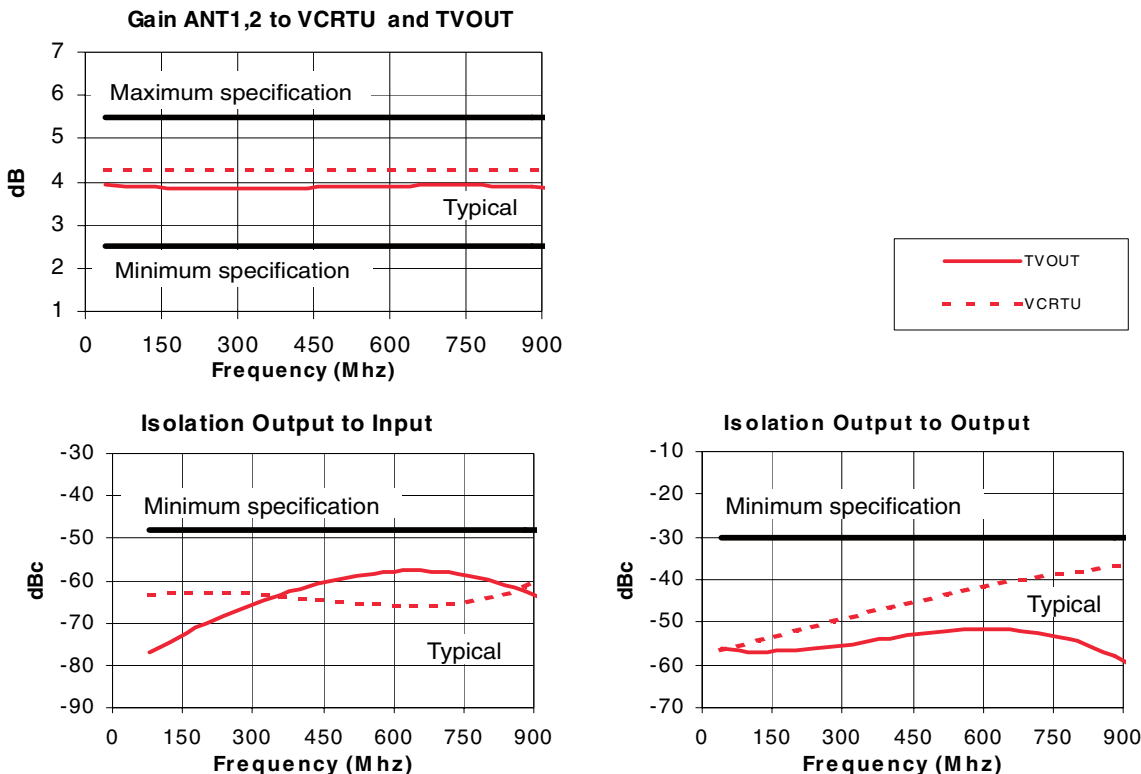 Gain ANT1,2 to VCRTU and TVOUT
7
6
5
4
3
2
1
dB
Maximum specification
Typical
Minimum specification
0 150 300 450 600 750 900
Frequency (Mhz)
TVOUT
VCRTU
Isolation Output to Input
-30
-40
-50
-60
-70
-80
-90
dBc
Minimum specification
Typical
0 150 300 450 600 750 900
Frequency (Mhz)
Isolation Output to Output
-10
-20
-30
-40
-50
-60
-70
dBc
Minimum specification
Typical
0 150 300 450 600 750 900
Frequency (Mhz)